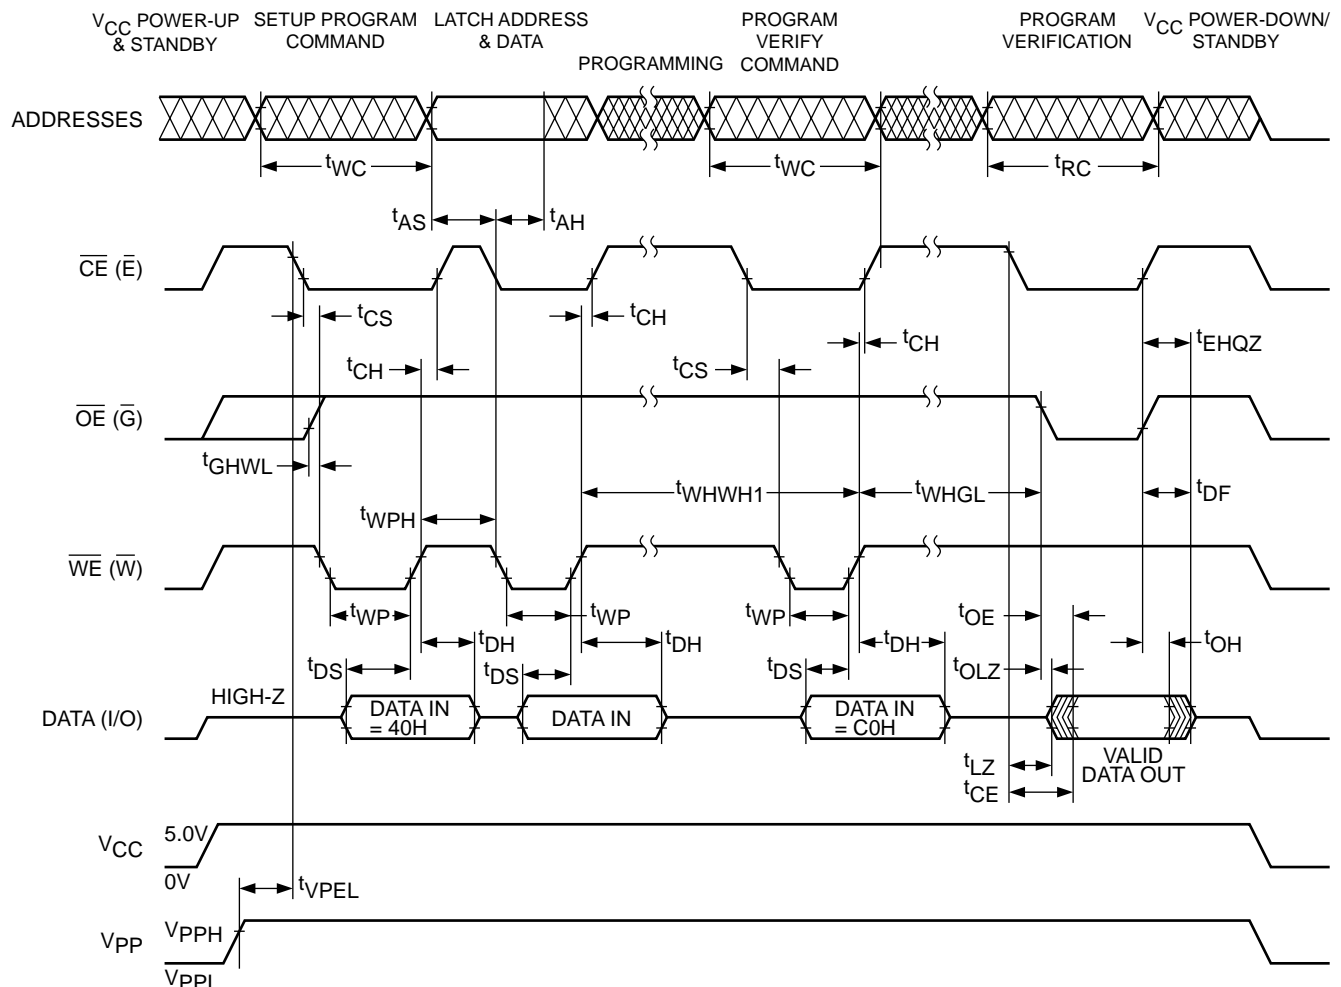 VCC POWER-UP & STANDBY
SETUP PROGRAM COMMAND
LATCH ADDRESS & DATA
PROGRAMMING
PROGRAM VERIFY COMMAND
PROGRAM VERIFICATION
VCC POWER-DOWN/ STANDBY
ADDRESSES
tWC
tWC
tRC
tAS
tAH
CE (E)
tCS
tCH
tCH
tCS
tCH
tEHQZ
OE (G)
tGHWL
tWHWH1
tWHGL
tDF
tWPH
WE (W)
tWP
tWP
tWP
tOE
tDH
tDH
tDH
tOH
tDS
tDS
tDS
tOLZ
DATA (I/O)
HIGH-Z
DATA IN = 40H
DATA IN
DATA IN = C0H
VALID DATA OUT
tLZ
tCE
VCC
5.0V
0V
tVPEL
VPP
VPPH
VPPL